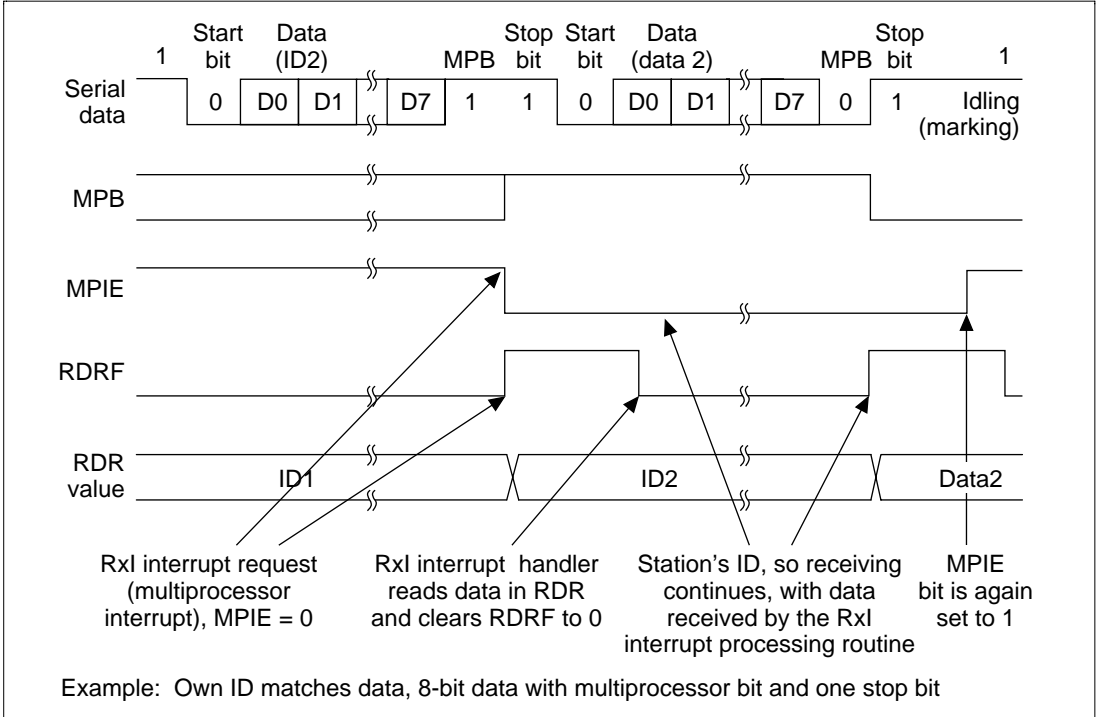 Start Data Stop Start Data Stop
1 bit (ID2) MPB bit bit (data 2) MPB bit 1
Serial data 0 D0 D1 D7 1 1 0 D0 D1 D7 0 1 Idling (marking)
MPB
MPIE
RDRF
RDR value ID1 ID2 Data2
RxI interrupt request
(multiprocessor
interrupt), MPIE = 0
RxI interrupt handler
reads data in RDR
and clears RDRF to 0
Station's ID, so receiving
continues, with data
received by the RxI
interrupt processing routine
MPIE
bit is again
set to 1
Example: Own ID matches data, 8-bit data with multiprocessor bit and one stop bit